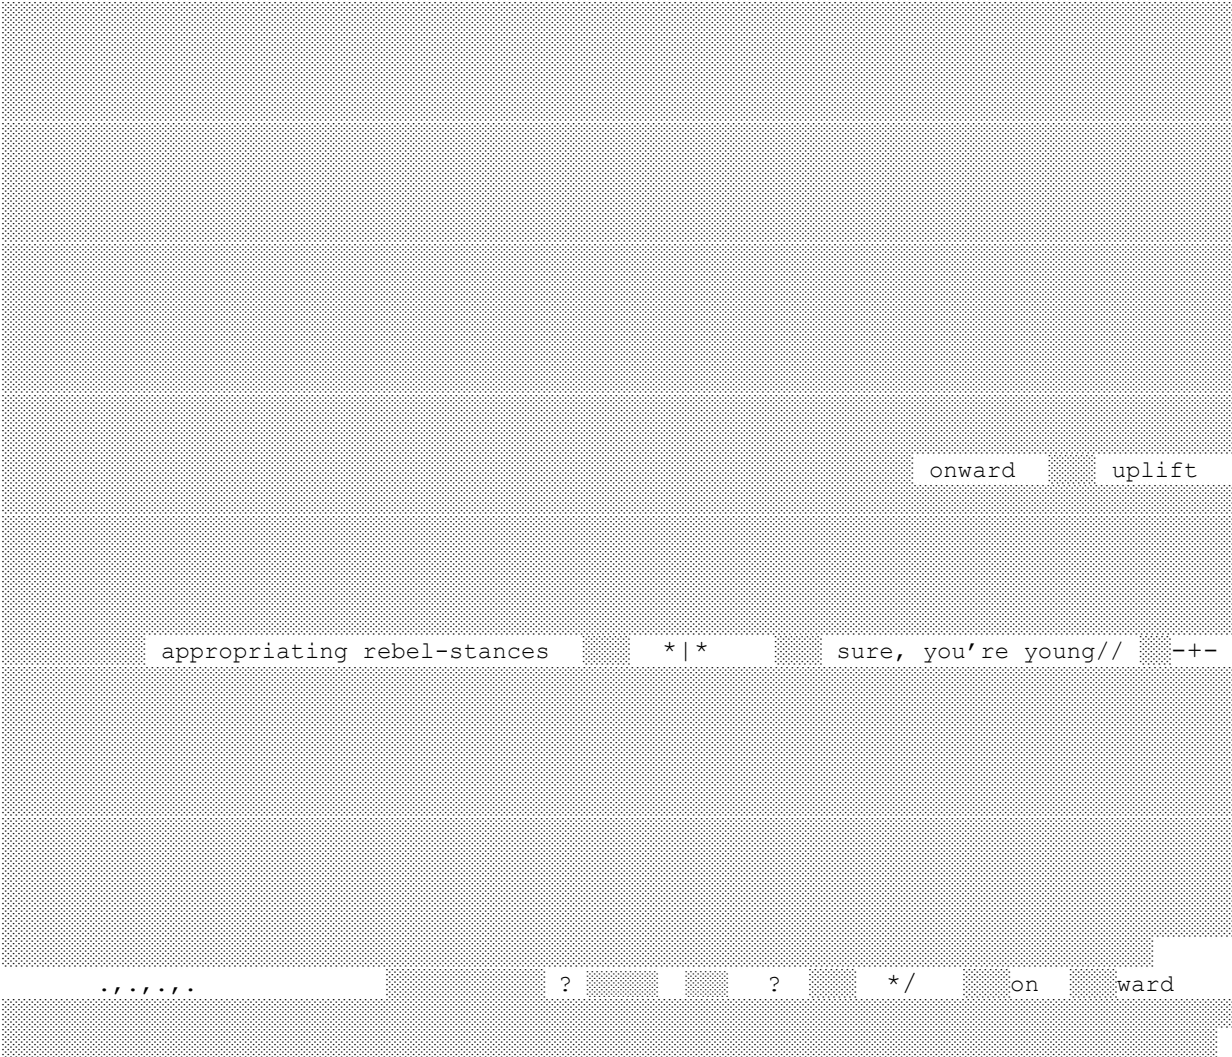 onward uplift
appropriating rebel-stances *|* sure, you're young// -+-
.,.,.,. ? ? */ on ward